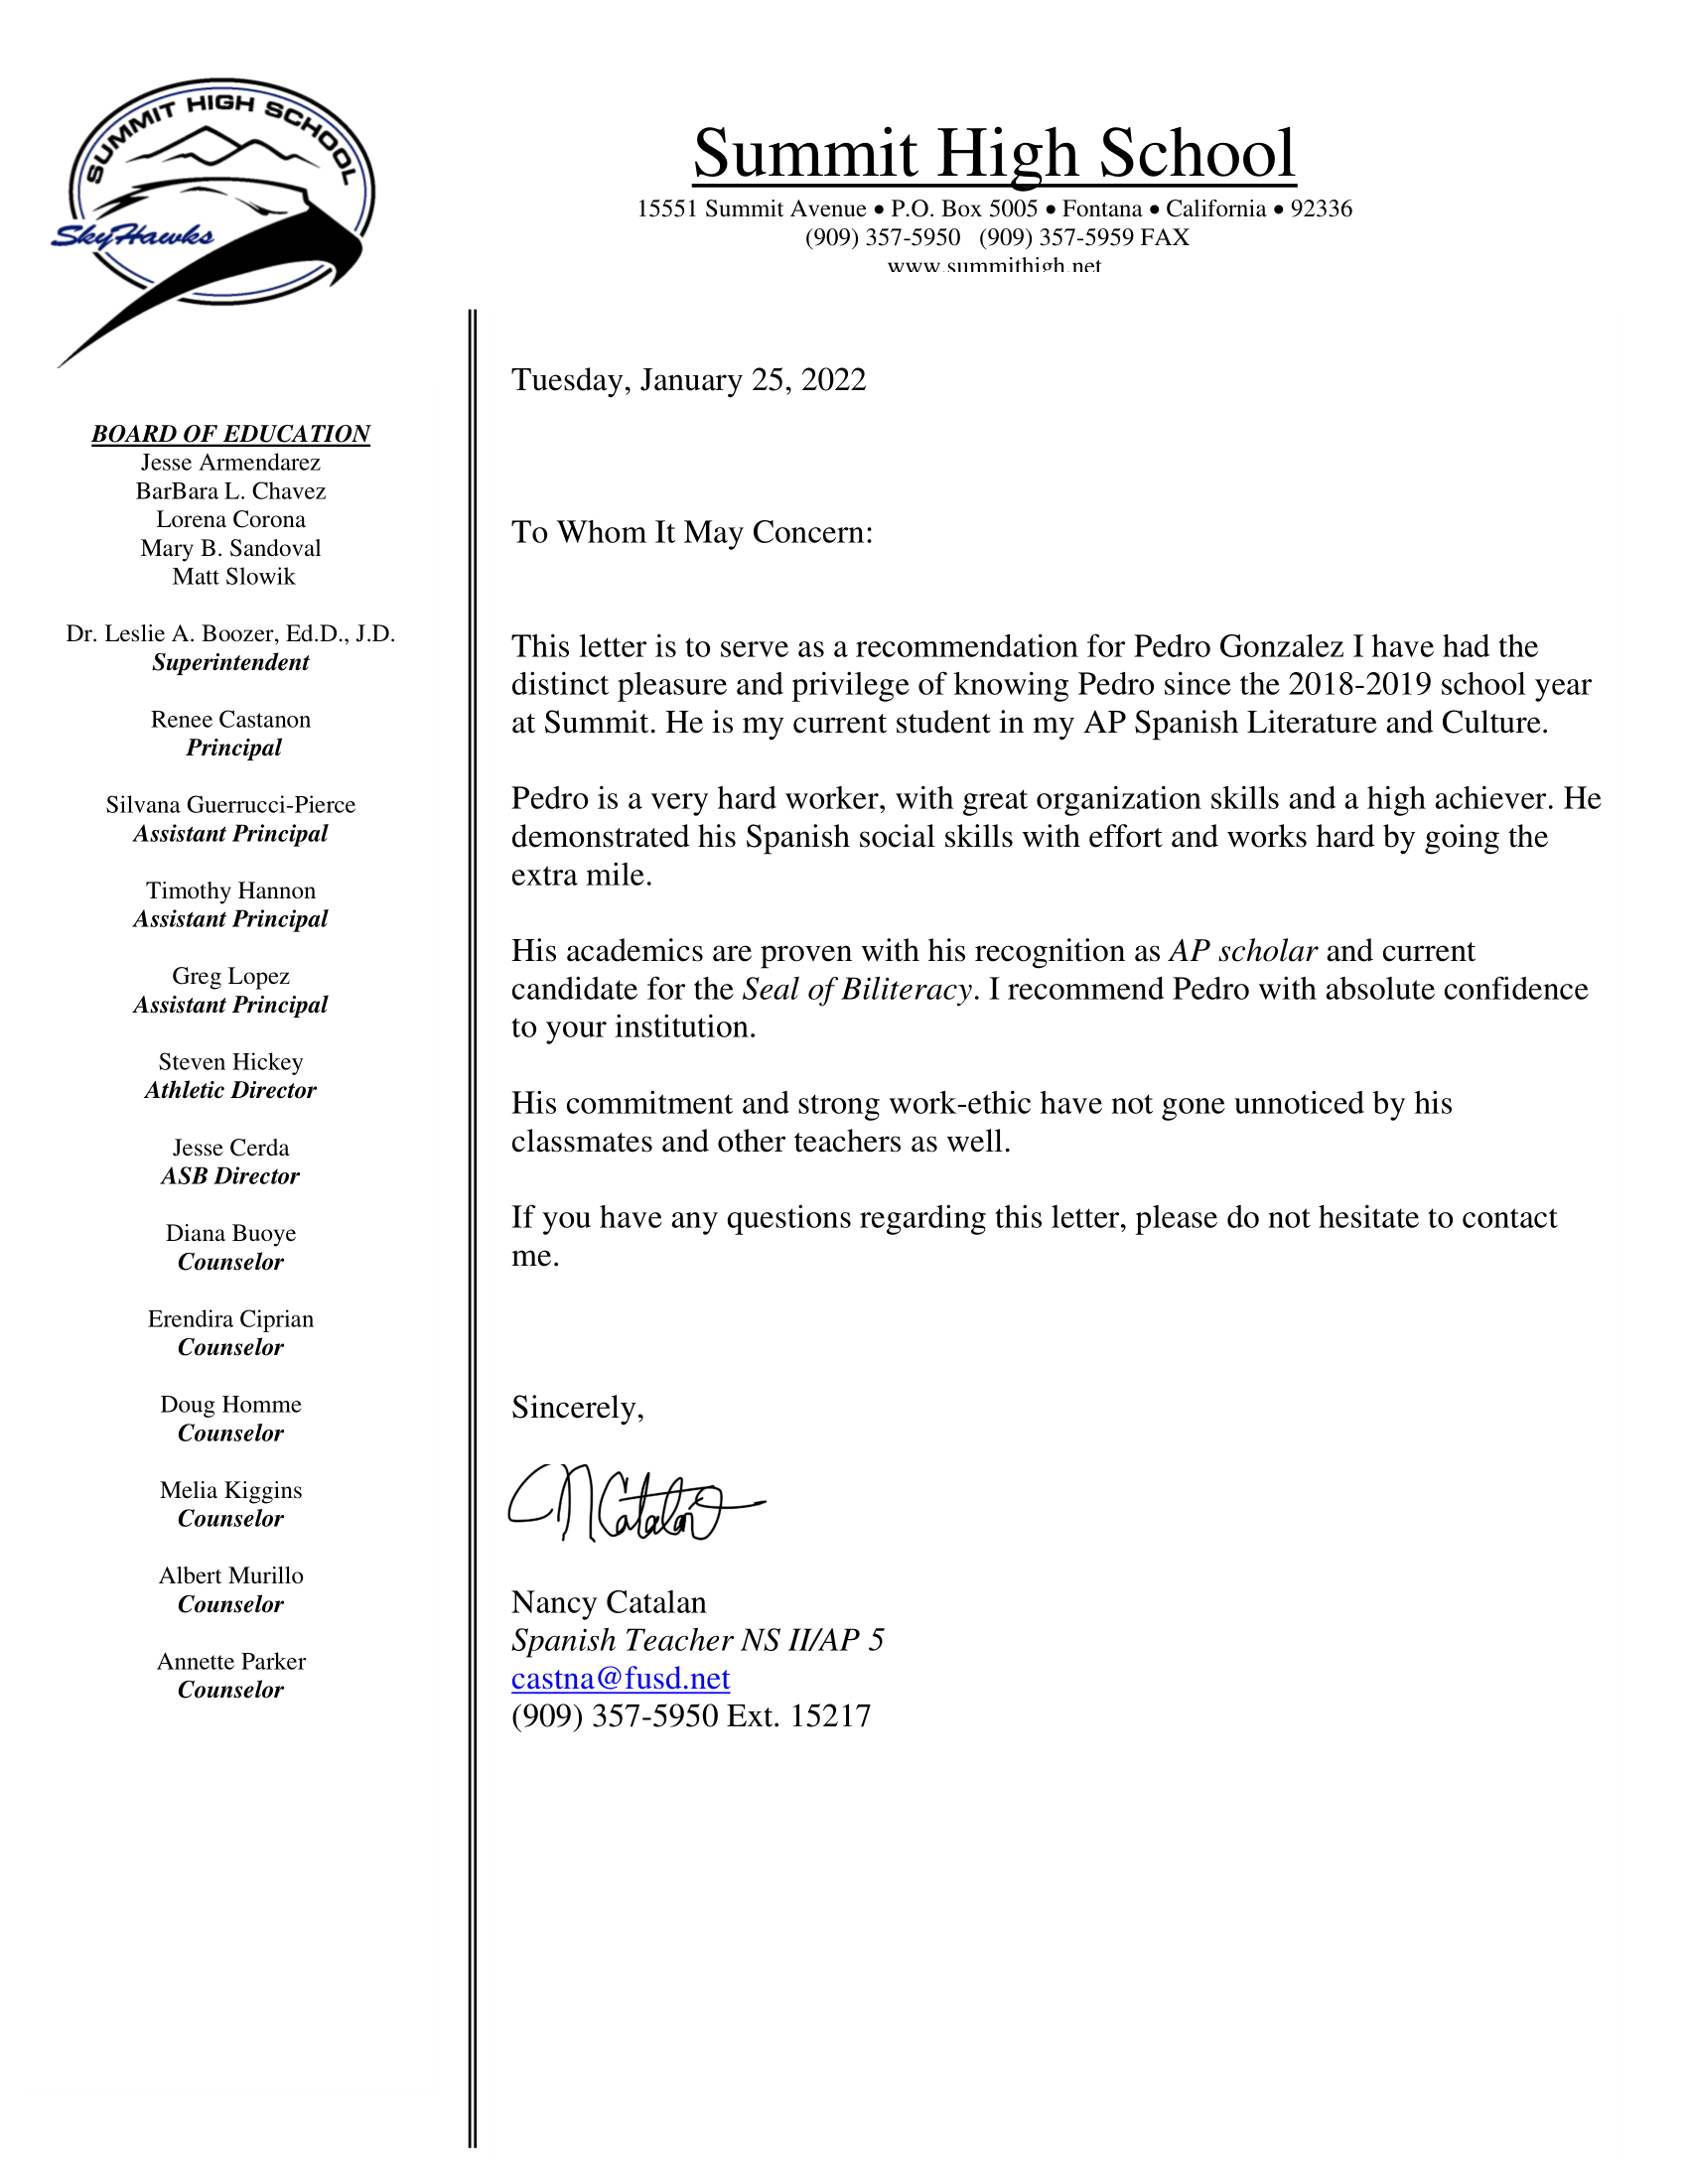 SUMMIT HIGH SCHOOL
SkyHawks
Summit High School
15551 Summit Avenue • P.O. Box 5005 • Fontana • California • 92336
(909) 357-5950 (909) 357-5959 FAX
www.summithigh.net
BOARD OF EDUCATION
Jesse Armendarez
BarBara L. Chavez
Lorena Corona
Mary B. Sandoval
Matt Slowik
Dr. Leslie A. Boozer, Ed.D., J.D.
Superintendent
Renee Castanon
Principal
Silvana Guerrucci-Pierce
Assistant Principal
Timothy Hannon
Assistant Principal
Greg Lopez
Assistant Principal
Steven Hickey
Athletic Director
Jesse Cerda
ASB Director
Diana Buoye
Counselor
Erendira Ciprian
Counselor
Doug Homme
Counselor
Melia Kiggins
Counselor
Albert Murillo
Counselor
Annette Parker
Counselor
Tuesday, January 25, 2022
To Whom It May Concern:
This letter is to serve as a recommendation for Pedro Gonzalez I have had the
distinct pleasure and privilege of knowing Pedro since the 2018-2019 school year
at Summit. He is my current student in my AP Spanish Literature and Culture.
Pedro is a very hard worker, with great organization skills and a high achiever. He
demonstrated his Spanish social skills with effort and works hard by going the
extra mile.
His academics are proven with his recognition as AP scholar and current
candidate for the Seal of Biliteracy. I recommend Pedro with absolute confidence
to your institution.
His commitment and strong work-ethic have not gone unnoticed by his
classmates and other teachers as well.
If you have any questions regarding this letter, please do not hesitate to contact
me.
Sincerely,
NCatalan
Nancy Catalan
Spanish Teacher NS II/AP 5
castna@fusd.net
(909) 357-5950 Ext. 15217